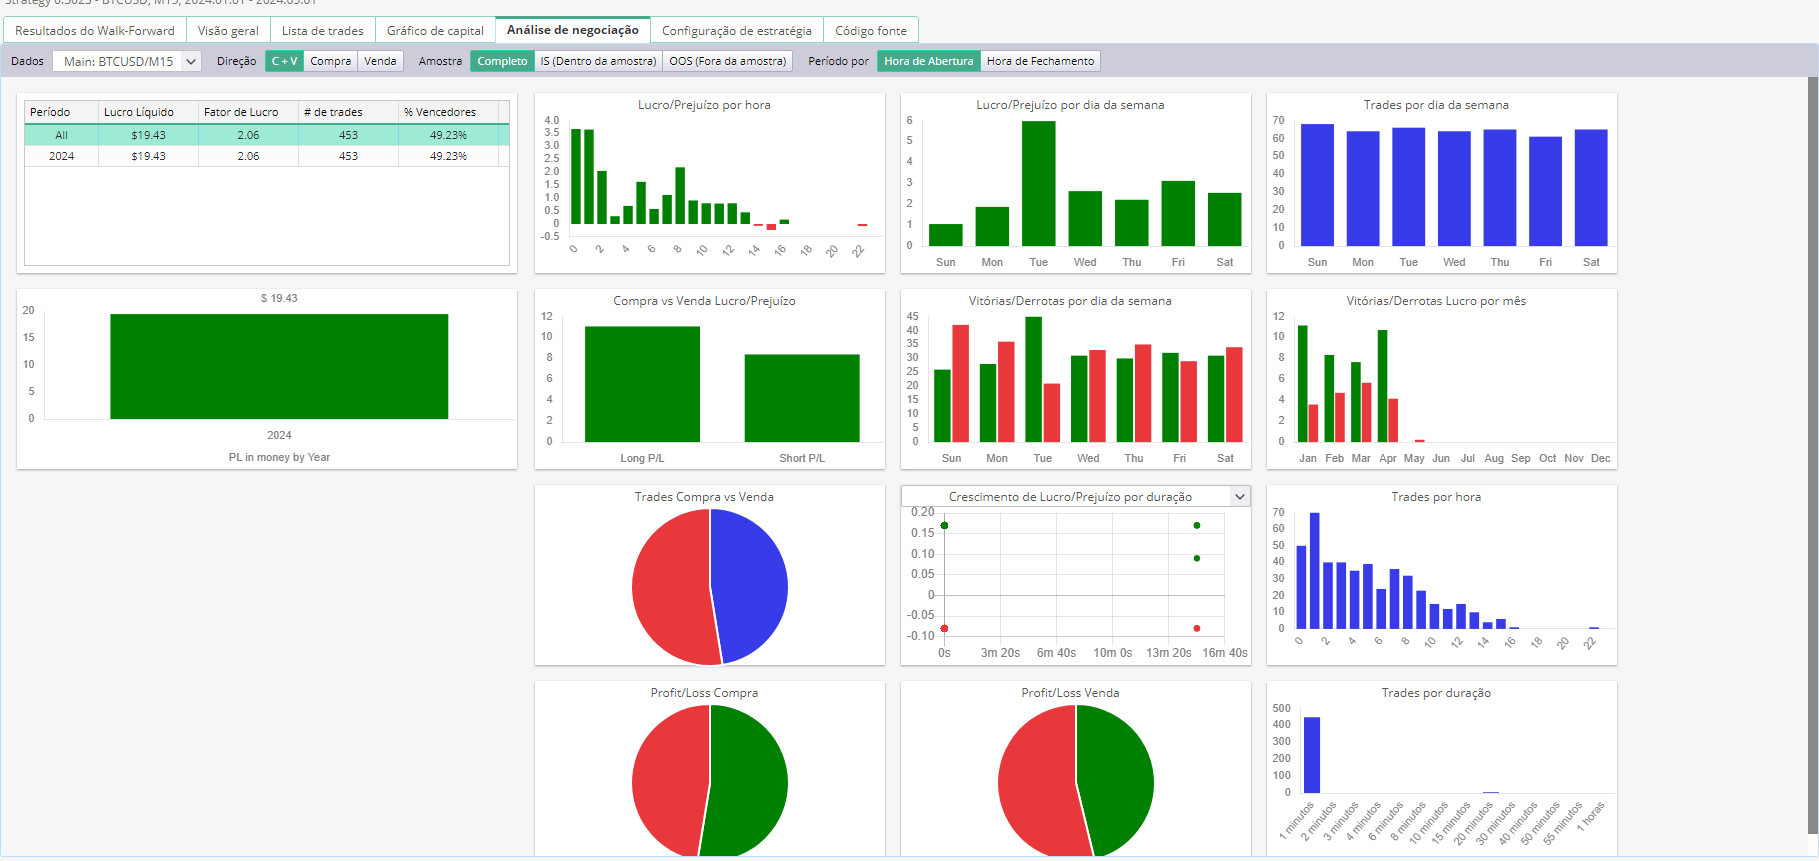 Strategy 0.3023 - BTCUSD, M15, 2024.01.01 - 2024.05.01
Resultados do Walk-Forward
Visão geral
Lista de trades
Gráfico de capital
Análise de negociação
Configuração de estratégia
Código fonte
Dados
Main: BTCUSD/M15
Direção
C + V
Compra
Venda
Amostra
Completo
IS (Dentro da amostra)
OOS (Fora da amostra)
Período por
Hora de Abertura
Hora de Fechamento
Período Lucro Líquido Fator de Lucro # de trades % Vencedores
All $19.43 2.06 453 49.23%
2024 $19.43 2.06 453 49.23%
Lucro/Prejuízo por hora
4.0
3.5
3.0
2.5
2.0
1.5
1.0
0.5
0
-0.5
0 2 4 6 8 10 12 14 16 18 20 22
Lucro/Prejuízo por dia da semana
6
5
4
3
2
1
0
Sun Mon Tue Wed Thu Fri Sat
Trades por dia da semana
70
60
50
40
30
20
10
0
Sun Mon Tue Wed Thu Fri Sat
$ 19.43
20
15
10
5
0
2024
PL in money by Year
Compra vs Venda Lucro/Prejuízo
12
10
8
6
4
2
0
Long P/L Short P/L
Vitórias/Derrotas por dia da semana
45
40
35
30
25
20
15
10
5
0
Sun Mon Tue Wed Thu Fri Sat
Vitórias/Derrotas Lucro por mês
12
10
8
6
4
2
0
Jan Feb Mar Apr May Jun Jul Aug Sep Oct Nov Dec
Trades Compra vs Venda
Crescimento de Lucro/Prejuízo por duração
0.20
0.15
0.10
0.05
0
-0.05
-0.10
0s 3m 20s 6m 40s 10m 0s 13m 20s 16m 40s
Trades por hora
70
60
50
40
30
20
10
0
0 2 4 6 8 10 12 14 16 18 20 22
Profit/Loss Compra
Profit/Loss Venda
Trades por duração
500
400
300
200
100
0
1 minutos 2 minutos 3 minutos 4 minutos 6 minutos 8 minutos 10 minutos 15 minutos 20 minutos 30 minutos 40 minutos 50 minutos 55 minutos 1 horas